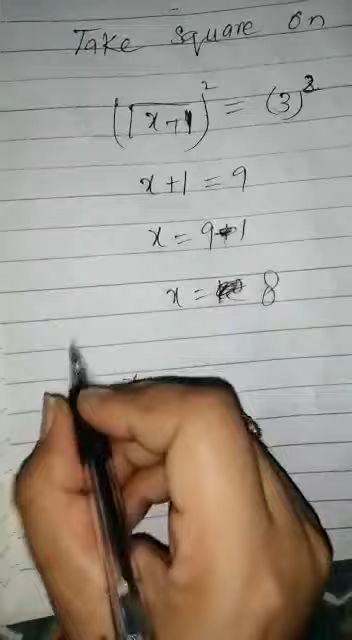 Take square on
(√x+1)² = (3)²
x+1 = 9
x = 9-1
x = 8